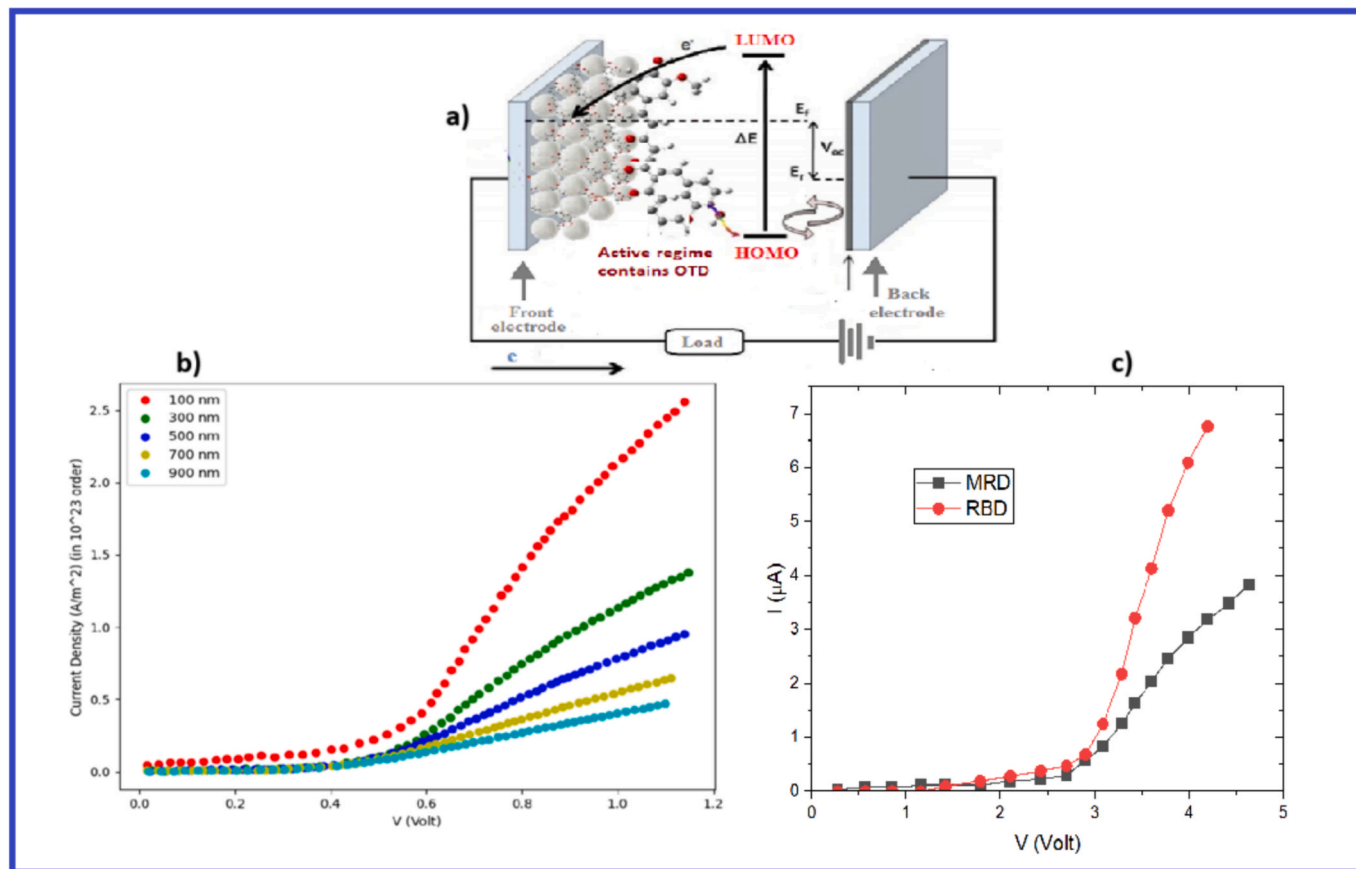 a)
LUMO
e-
E_f
ΔE
V_oc
E_f
HOMO
Active regime
contains OTD
Front
electrode
Back
electrode
Load
e
b)
100 nm
300 nm
500 nm
700 nm
900 nm
Current Density (A/m^2) (in 10^23 order)
2.5
2.0
1.5
1.0
0.5
0.0
0.0 0.2 0.4 0.6 0.8 1.0 1.2
V (Volt)
c)
MRD
RBD
I (µA)
7
6
5
4
3
2
1
0
0 1 2 3 4 5
V (Volt)